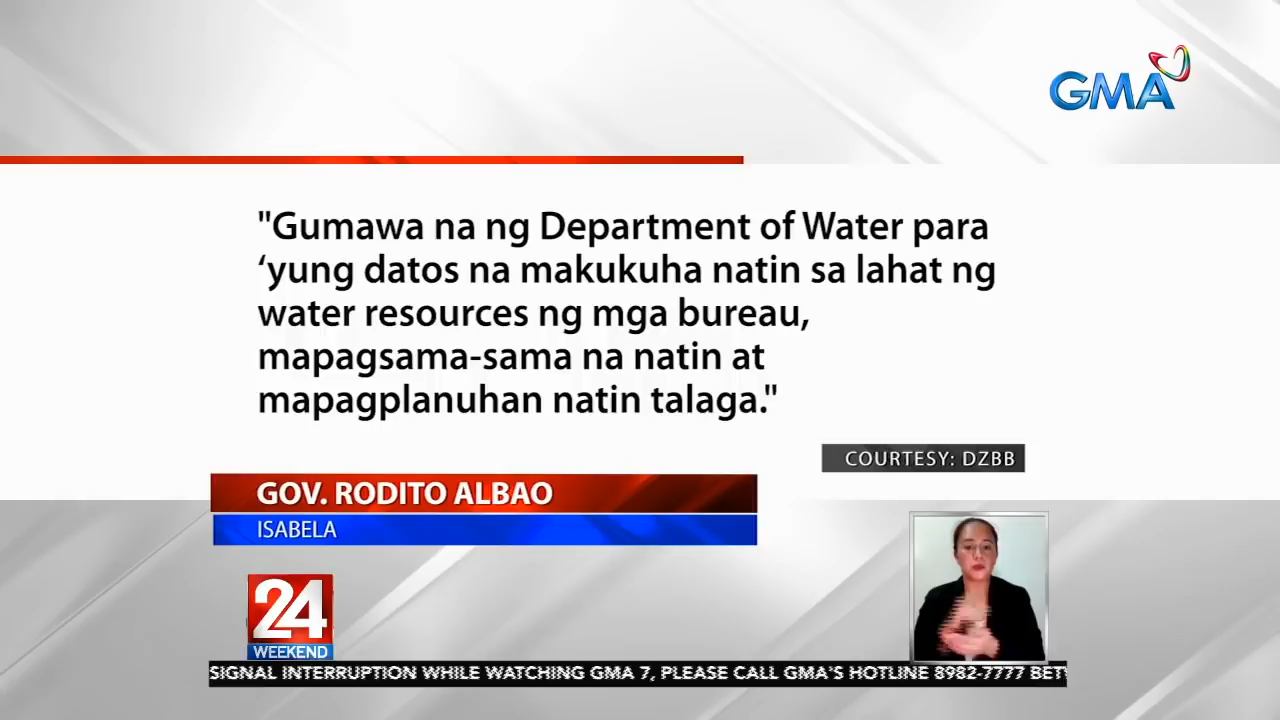 GMA
"Gumawa na ng Department of Water para
‘yung datos na makukuha natin sa lahat ng
water resources ng mga bureau,
mapagsama-sama na natin at
mapagplanuhan natin talaga."
COURTESY: DZBB
GOV. RODITO ALBAO
ISABELA
24
WEEKEND
SIGNAL INTERRUPTION WHILE WATCHING GMA 7, PLEASE CALL GMA'S HOTLINE 8982-7777